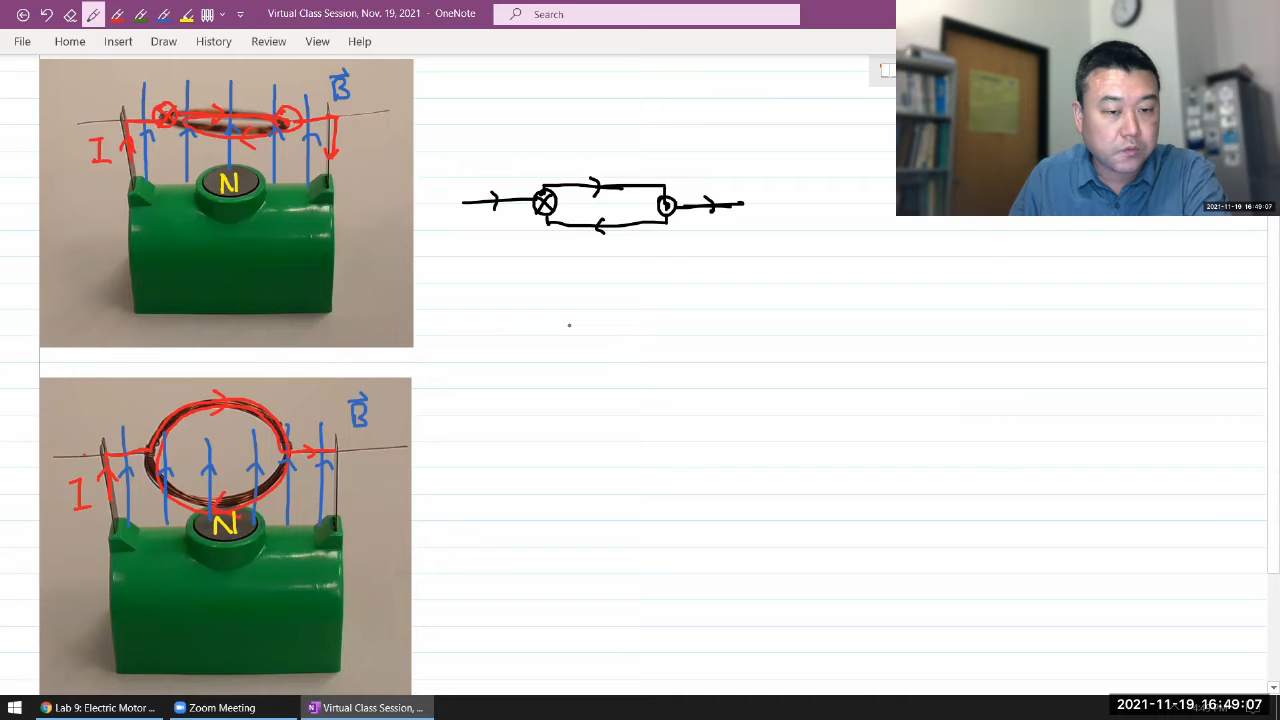 Virtual Class Session, Nov. 19, 2021 - OneNote
Search
File Home Insert Draw History Review View Help
B
I
N
2021-11-19 16:49:07
B
I
N
Lab 9: Electric Motor ...
Zoom Meeting
Virtual Class Session, ...
2021-11-19 16:49:07